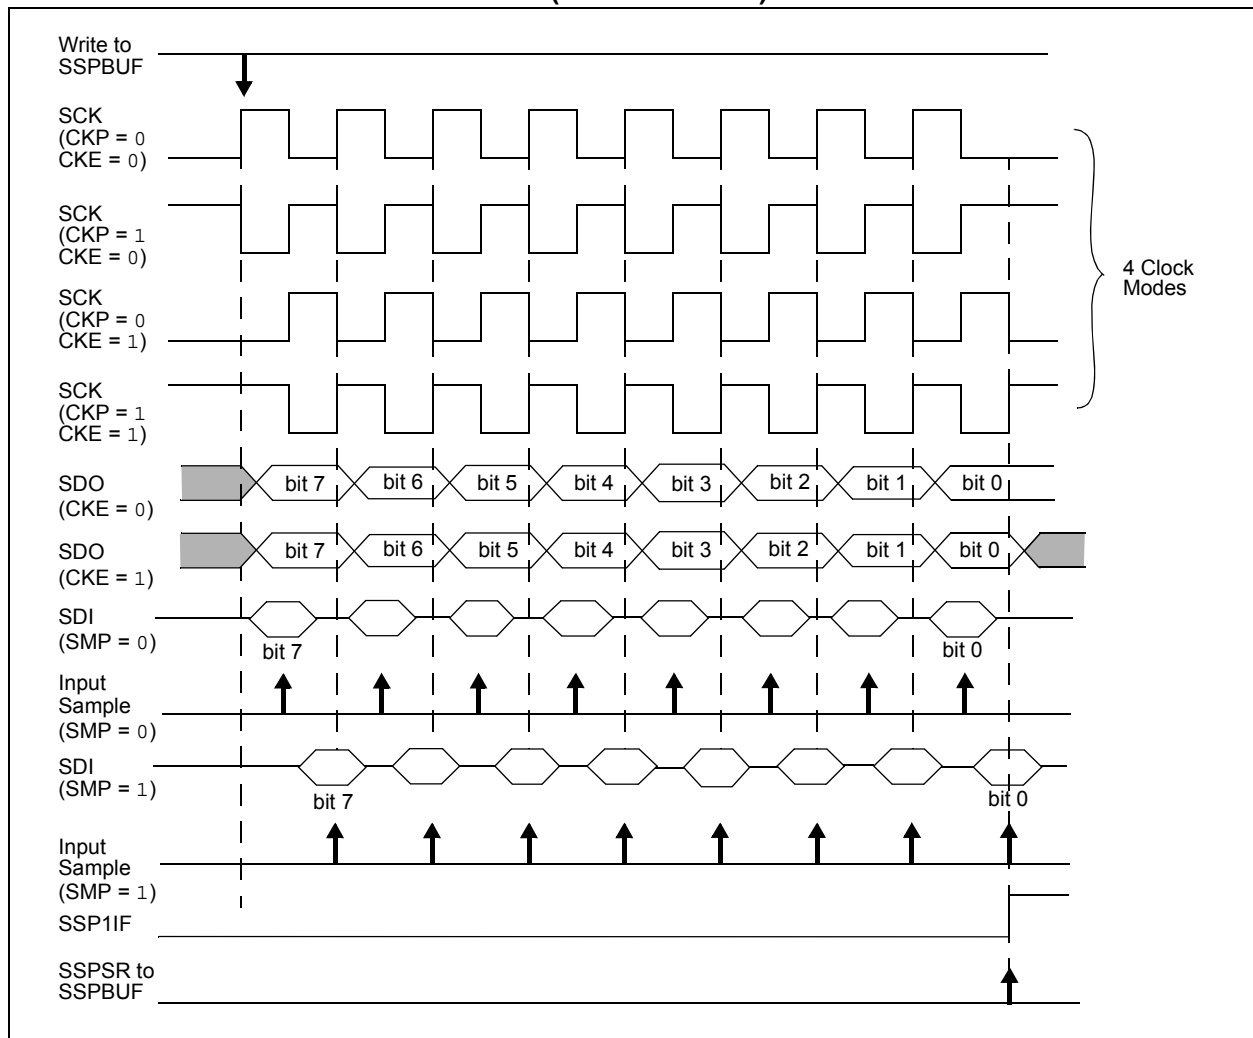 Write to
SSPBUF
SCK
(CKP = 0
CKE = 0)
SCK
(CKP = 1
CKE = 0)
SCK
(CKP = 0
CKE = 1)
SCK
(CKP = 1
CKE = 1)
4 Clock
Modes
SDO
(CKE = 0)
bit 7 bit 6 bit 5 bit 4 bit 3 bit 2 bit 1 bit 0
SDO
(CKE = 1)
bit 7 bit 6 bit 5 bit 4 bit 3 bit 2 bit 1 bit 0
SDI
(SMP = 0)
bit 7 bit 0
Input
Sample
(SMP = 0)
SDI
(SMP = 1)
bit 7 bit 0
Input
Sample
(SMP = 1)
SSP1IF
SSPSR to
SSPBUF